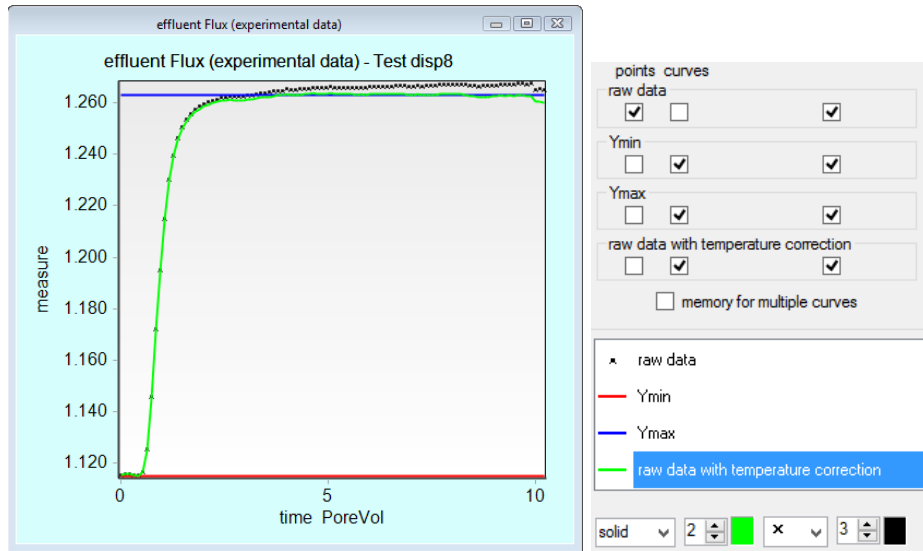 effluent Flux (experimental data)
effluent Flux (experimental data) - Test disp8
1.260
1.240
1.220
1.200
1.180
1.160
1.140
1.120
measure
0 5 10
time PoreVol
points curves
raw data
Ymin
Ymax
raw data with temperature correction
memory for multiple curves
raw data
Ymin
Ymax
raw data with temperature correction
solid 2 × 3